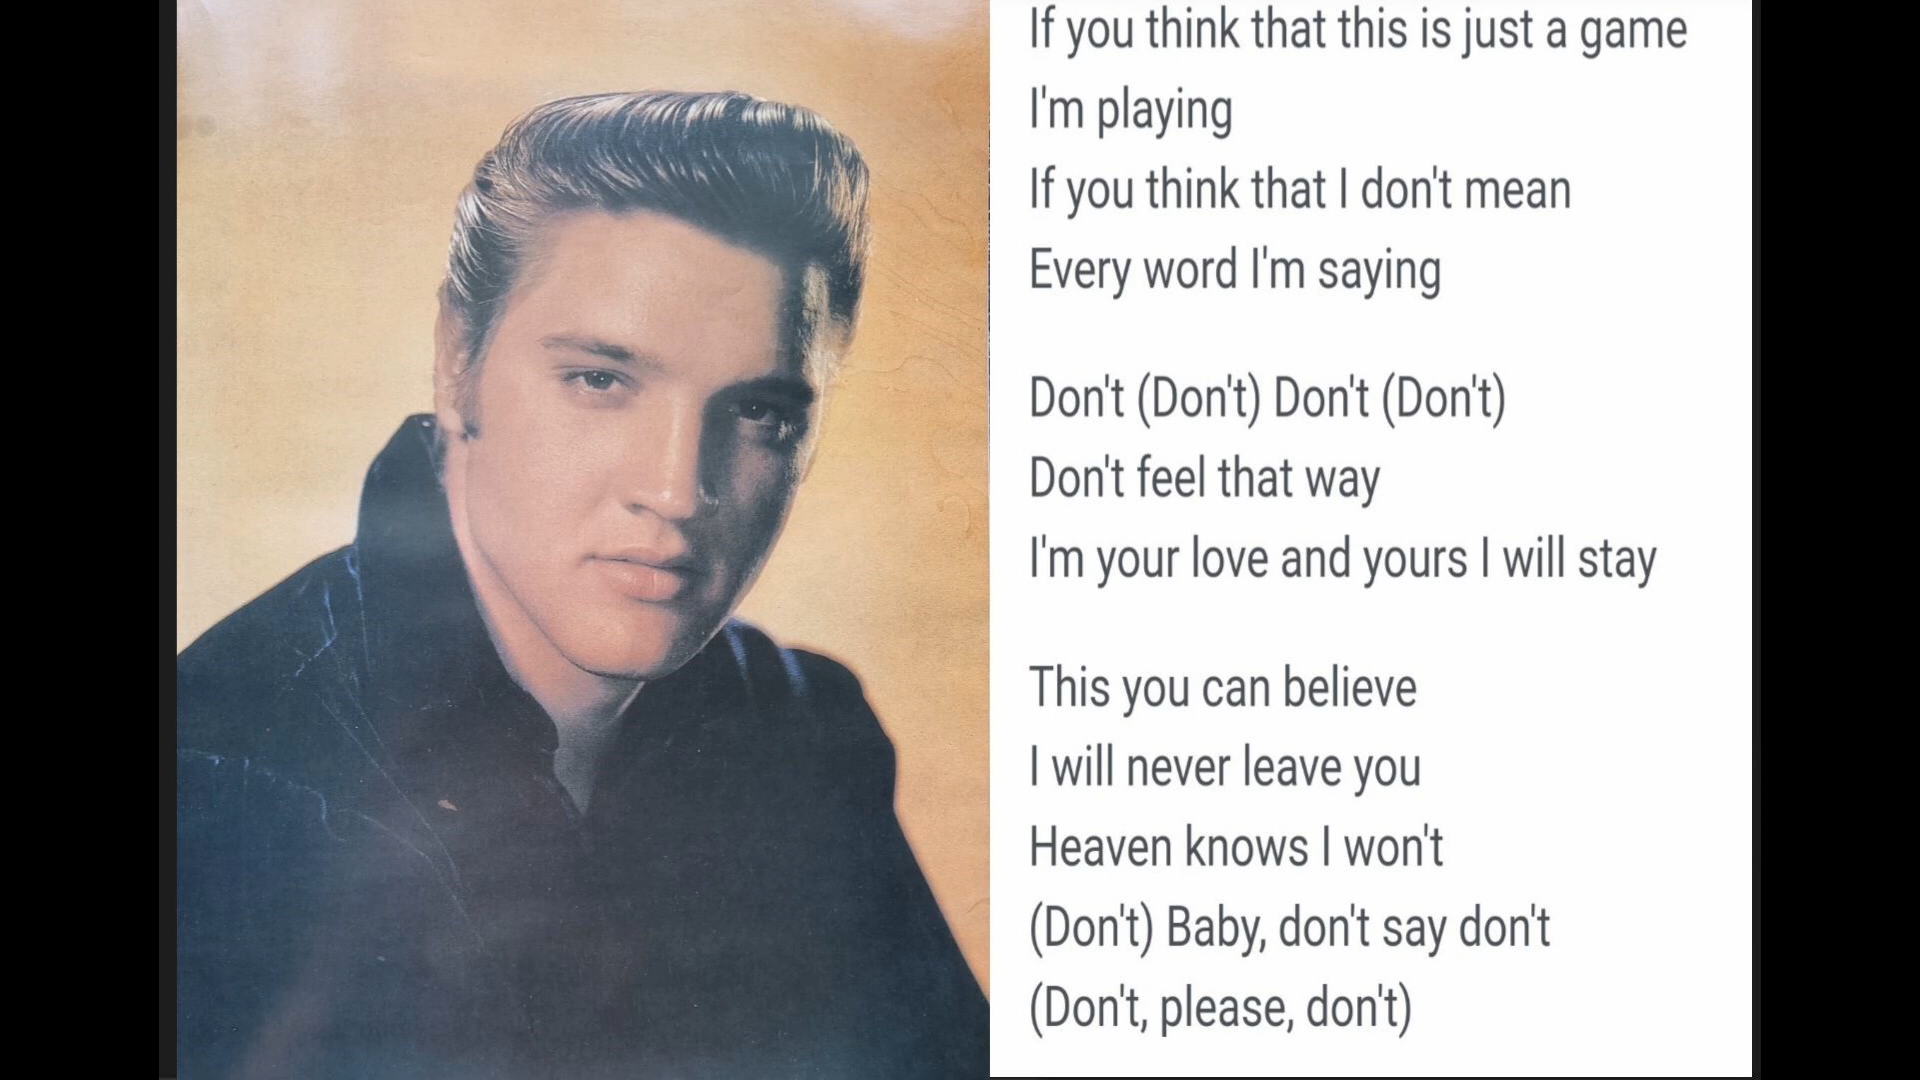 If you think that this is just a game
I'm playing
If you think that I don't mean
Every word I'm saying
Don't (Don't) Don't (Don't)
Don't feel that way
I'm your love and yours I will stay
This you can believe
I will never leave you
Heaven knows I won't
(Don't) Baby, don't say don't
(Don't, please, don't)